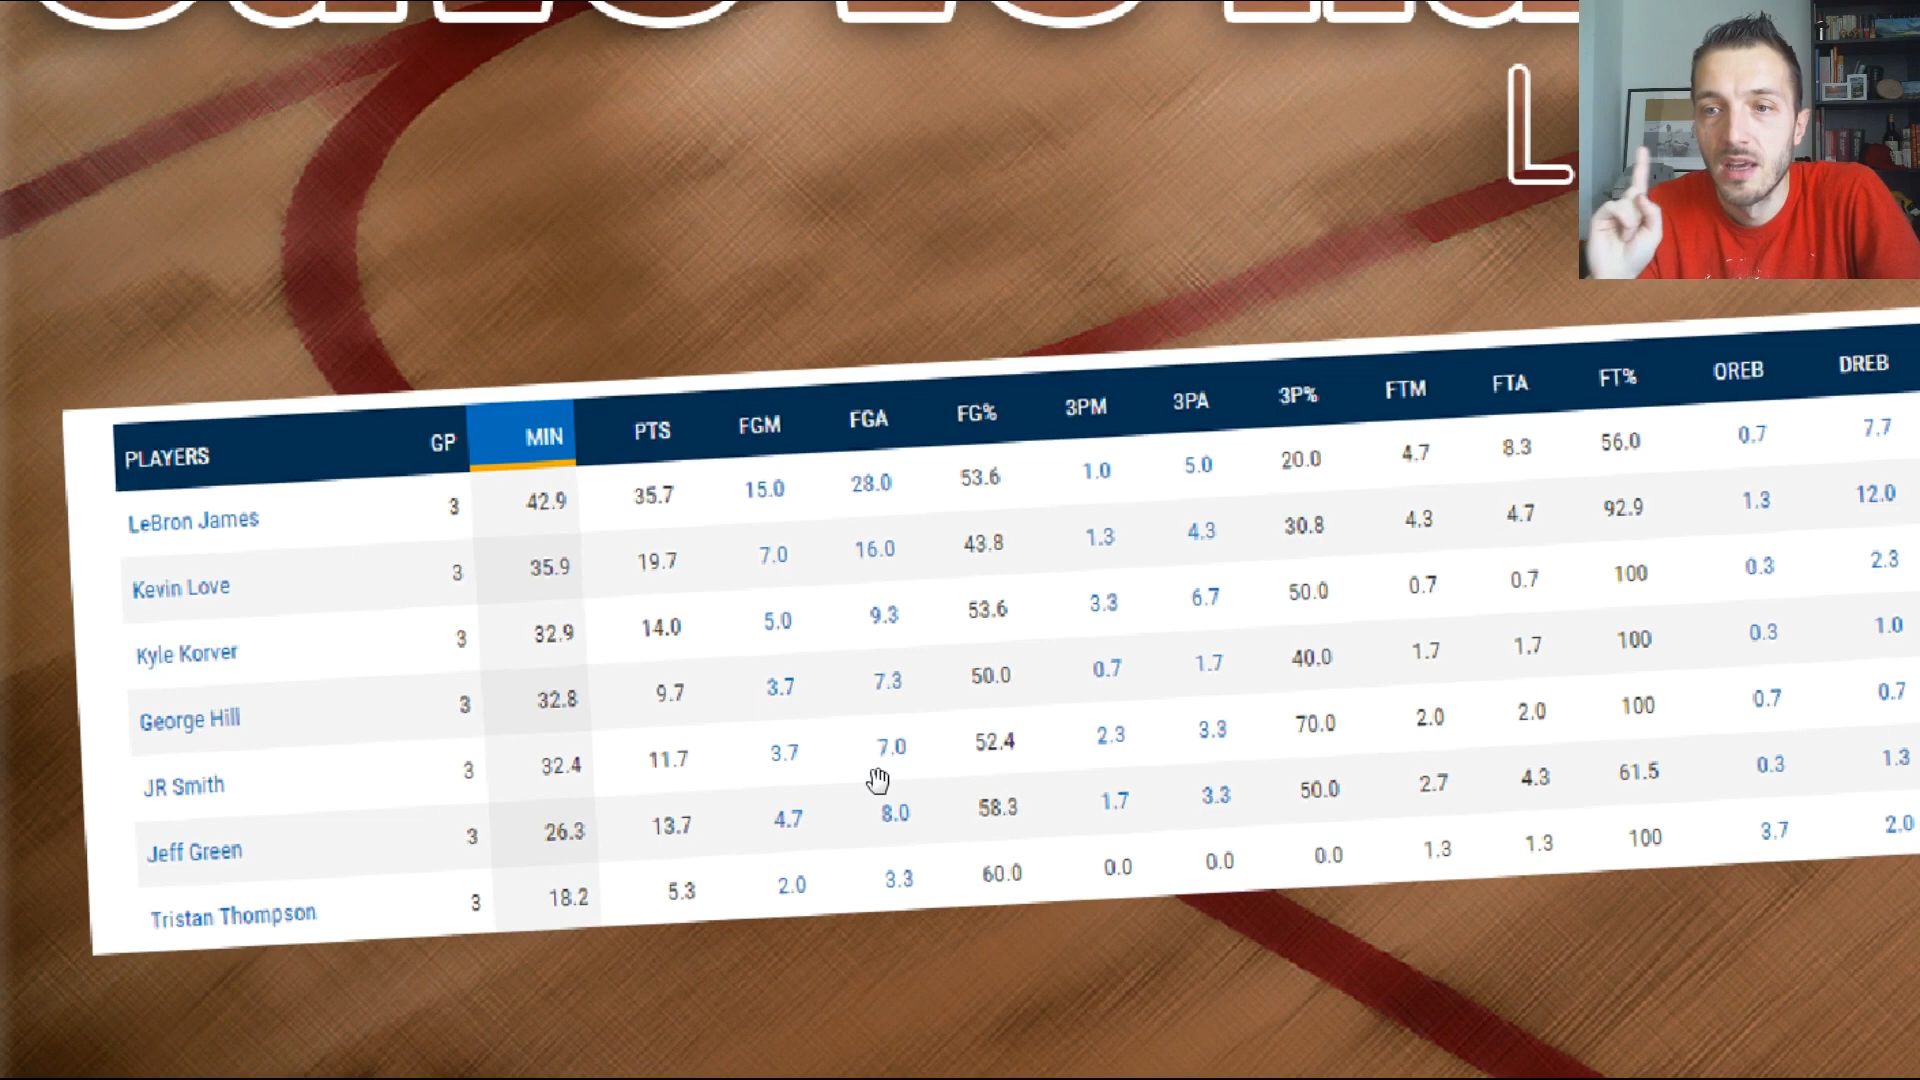 L
PLAYERS GP MIN PTS FGM FGA FG% 3PM 3PA 3P% FTM FTA FT% OREB DREB
LeBron James 3 42.9 35.7 15.0 28.0 53.6 1.0 5.0 20.0 4.7 8.3 56.0 0.7 7.7
Kevin Love 3 35.9 19.7 7.0 16.0 43.8 1.3 4.3 30.8 4.3 4.7 92.9 1.3 12.0
Kyle Korver 3 32.9 14.0 5.0 9.3 53.6 3.3 6.7 50.0 0.7 0.7 100 0.3 2.3
George Hill 3 32.8 9.7 3.7 7.3 50.0 0.7 1.7 40.0 1.7 1.7 100 0.3 1.0
JR Smith 3 32.4 11.7 3.7 7.0 52.4 2.3 3.3 70.0 2.0 2.0 100 0.7 0.7
Jeff Green 3 26.3 13.7 4.7 8.0 58.3 1.7 3.3 50.0 2.7 4.3 61.5 0.3 1.3
Tristan Thompson 3 18.2 5.3 2.0 3.3 60.0 0.0 0.0 0.0 1.3 1.3 100 3.7 2.0